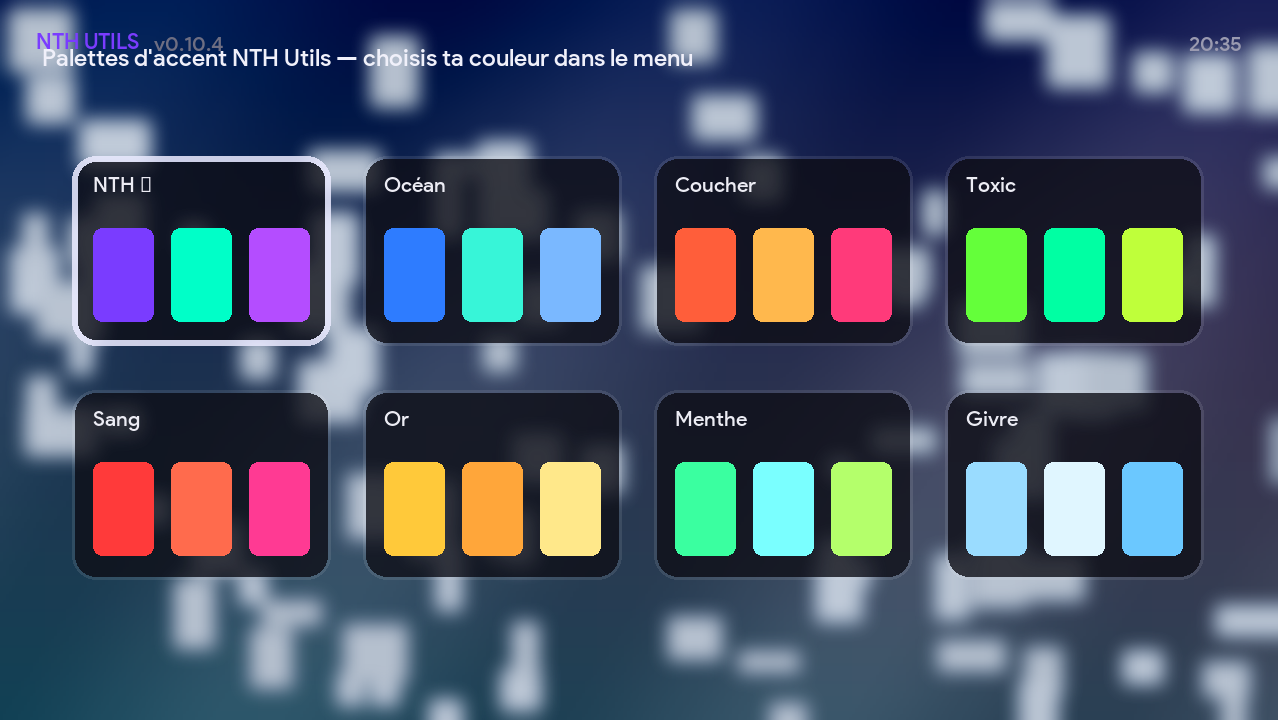 NTH UTILS v0.10.4 20:35
Palettes d'accent NTH Utils — choisis ta couleur dans le menu
NTH
Océan
Coucher
Toxic
Sang
Or
Menthe
Givre